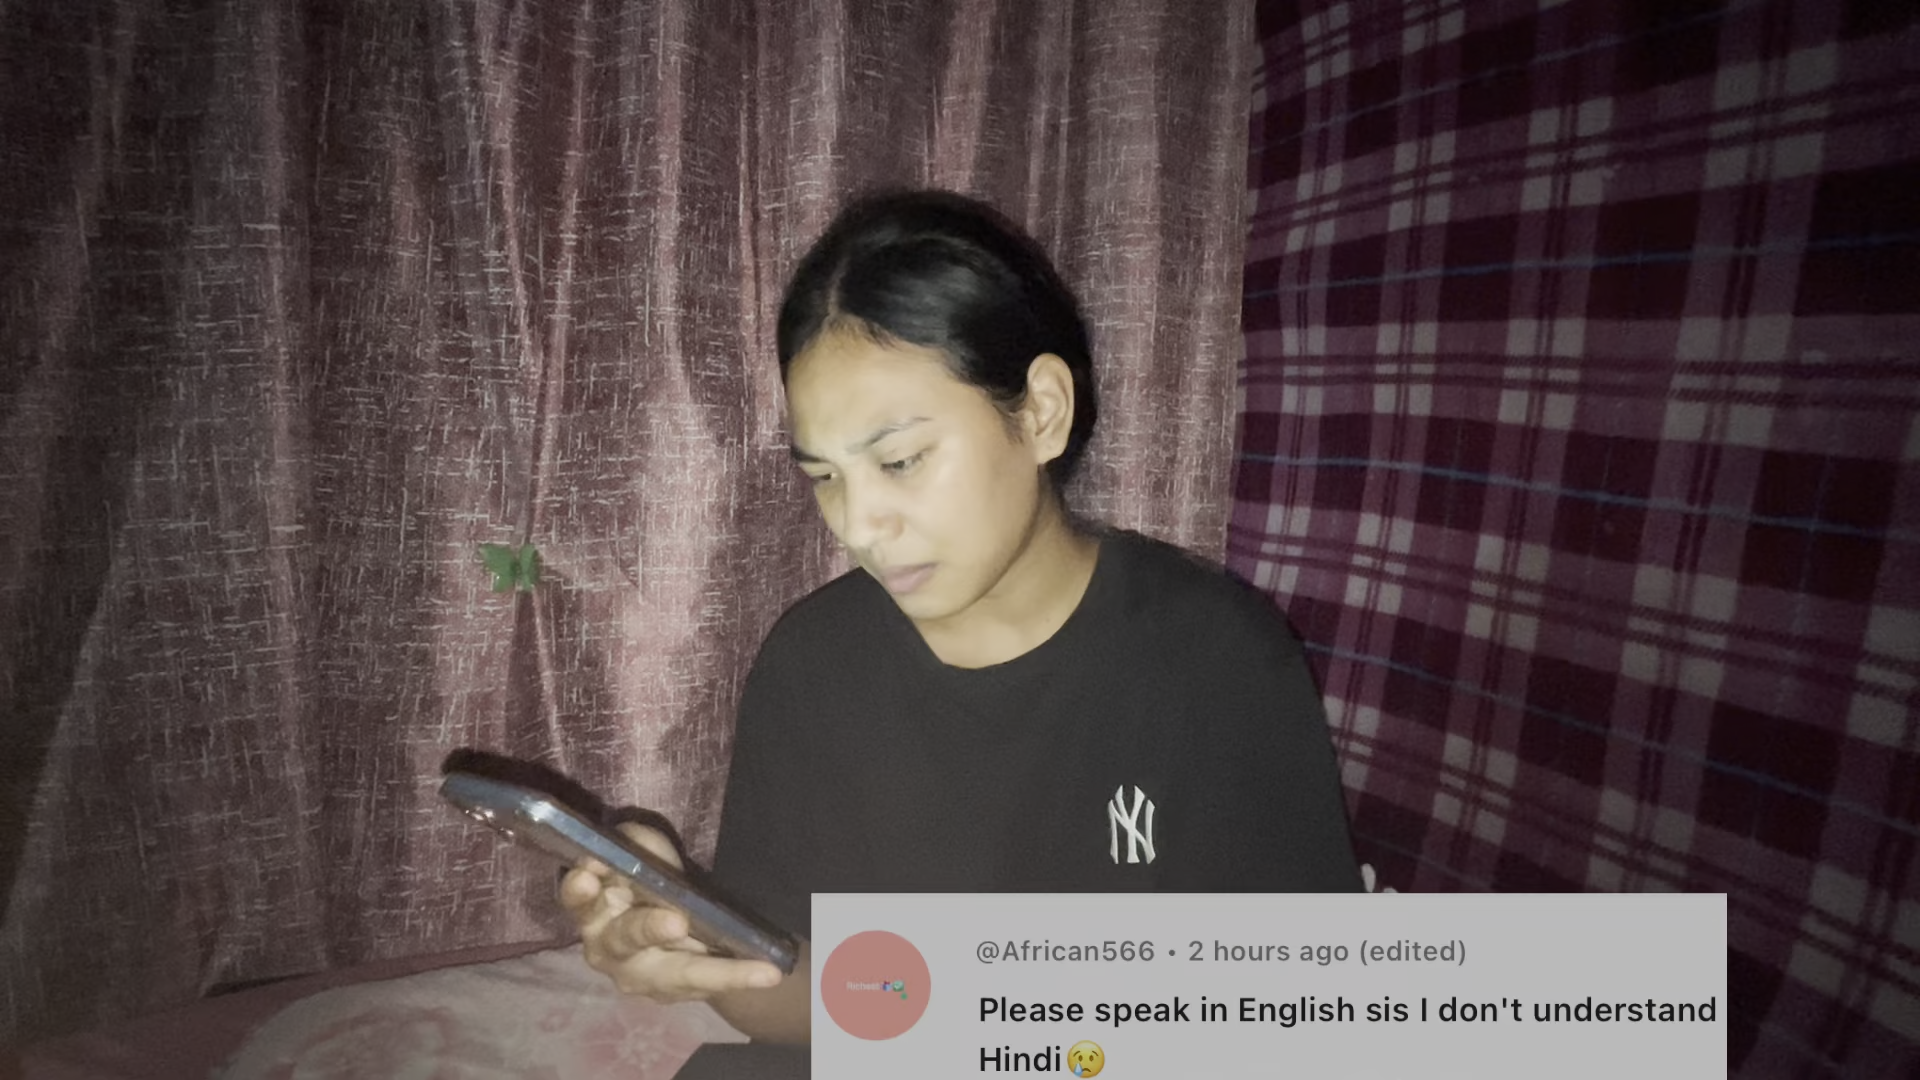 NY
@African566 • 2 hours ago (edited)
Please speak in English sis I don't understand
Hindi😢